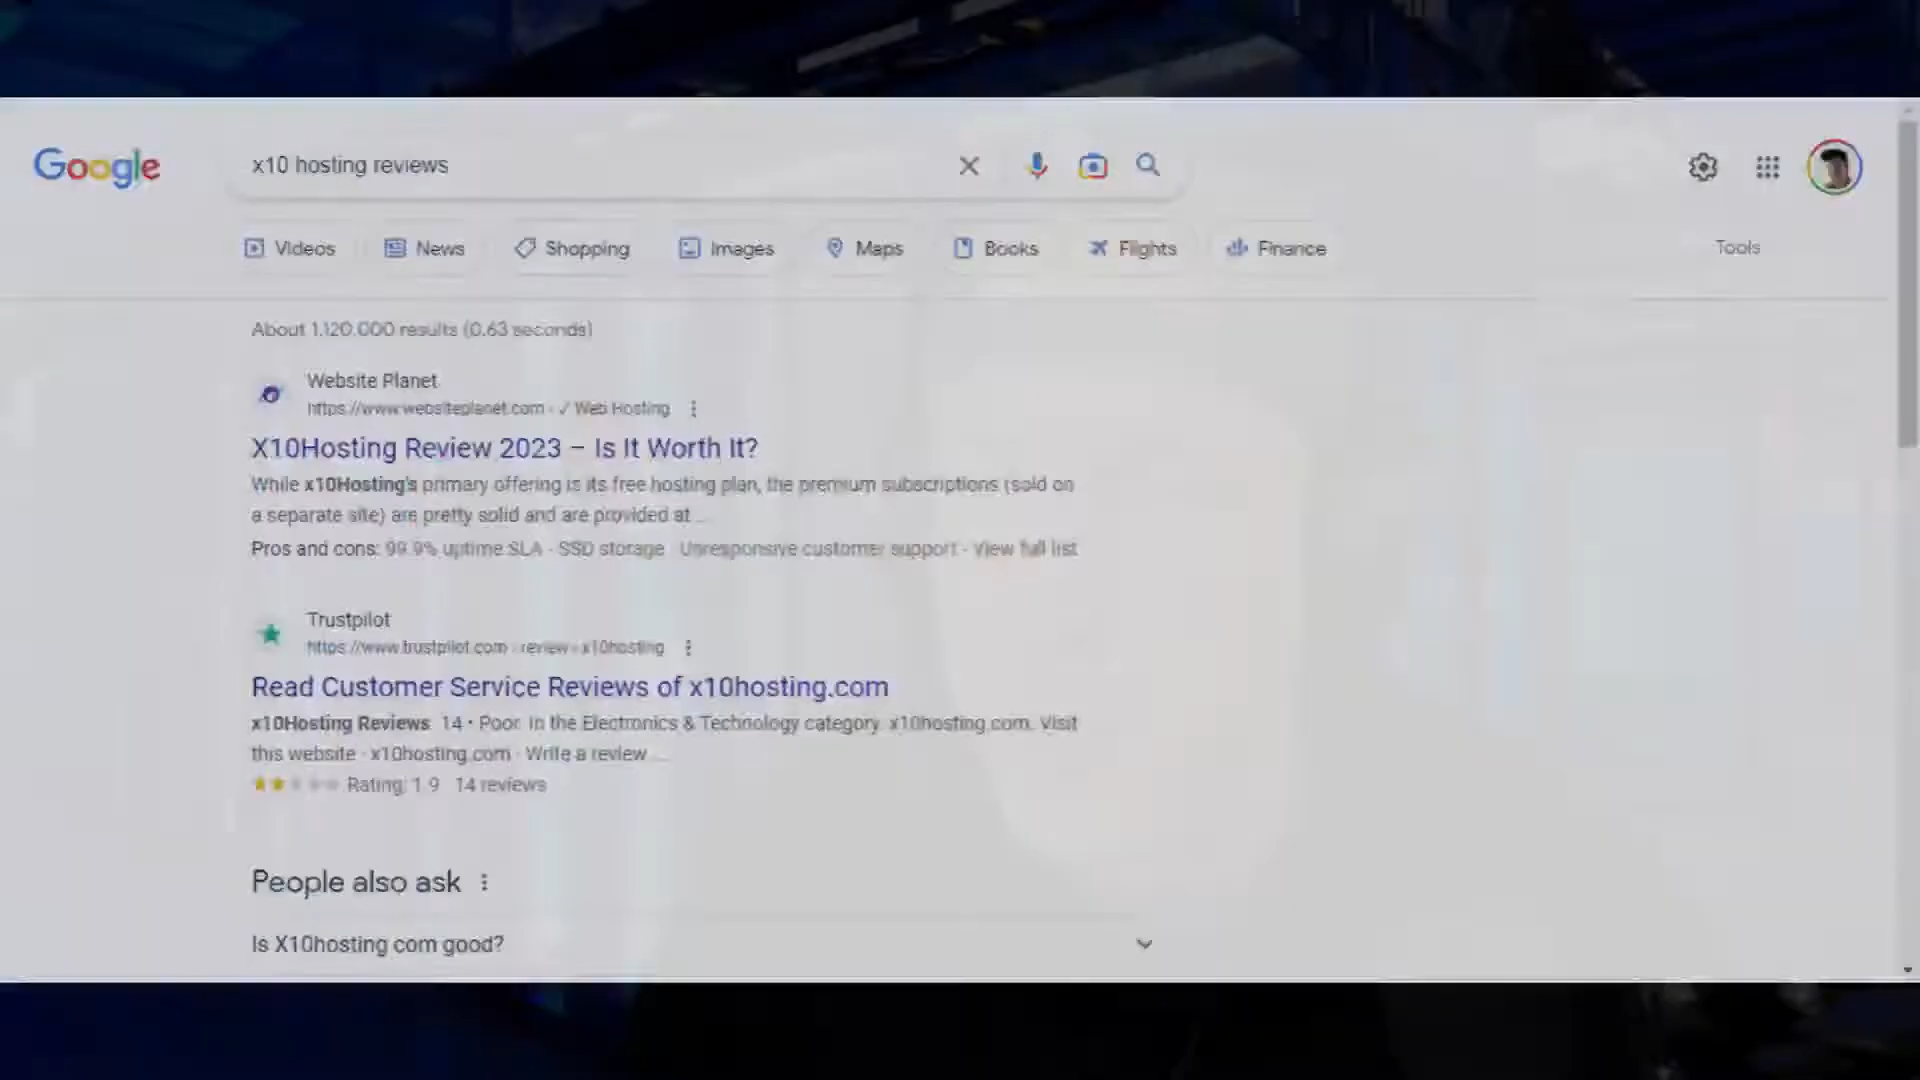 Google
x10 hosting reviews
Videos
News
Shopping
Images
Maps
Books
Flights
Finance
Tools
About 1,120,000 results (0.63 seconds)
Website Planet
https://www.websiteplanet.com › ✓ Web Hosting
X10Hosting Review 2023 – Is It Worth It?
While x10Hosting's primary offering is its free hosting plan, the premium subscriptions (sold on
a separate site) are pretty solid and are provided at ...
Pros and cons: 99.9% uptime SLA · SSD storage · Unresponsive customer support · View full list
Trustpilot
https://www.trustpilot.com › review › x10hosting
Read Customer Service Reviews of x10hosting.com
x10Hosting Reviews. 14 • Poor. In the Electronics & Technology category. x10hosting.com. Visit
this website · x10hosting.com · Write a review ...
Rating: 1.9 · 14 reviews
People also ask
Is X10hosting com good?